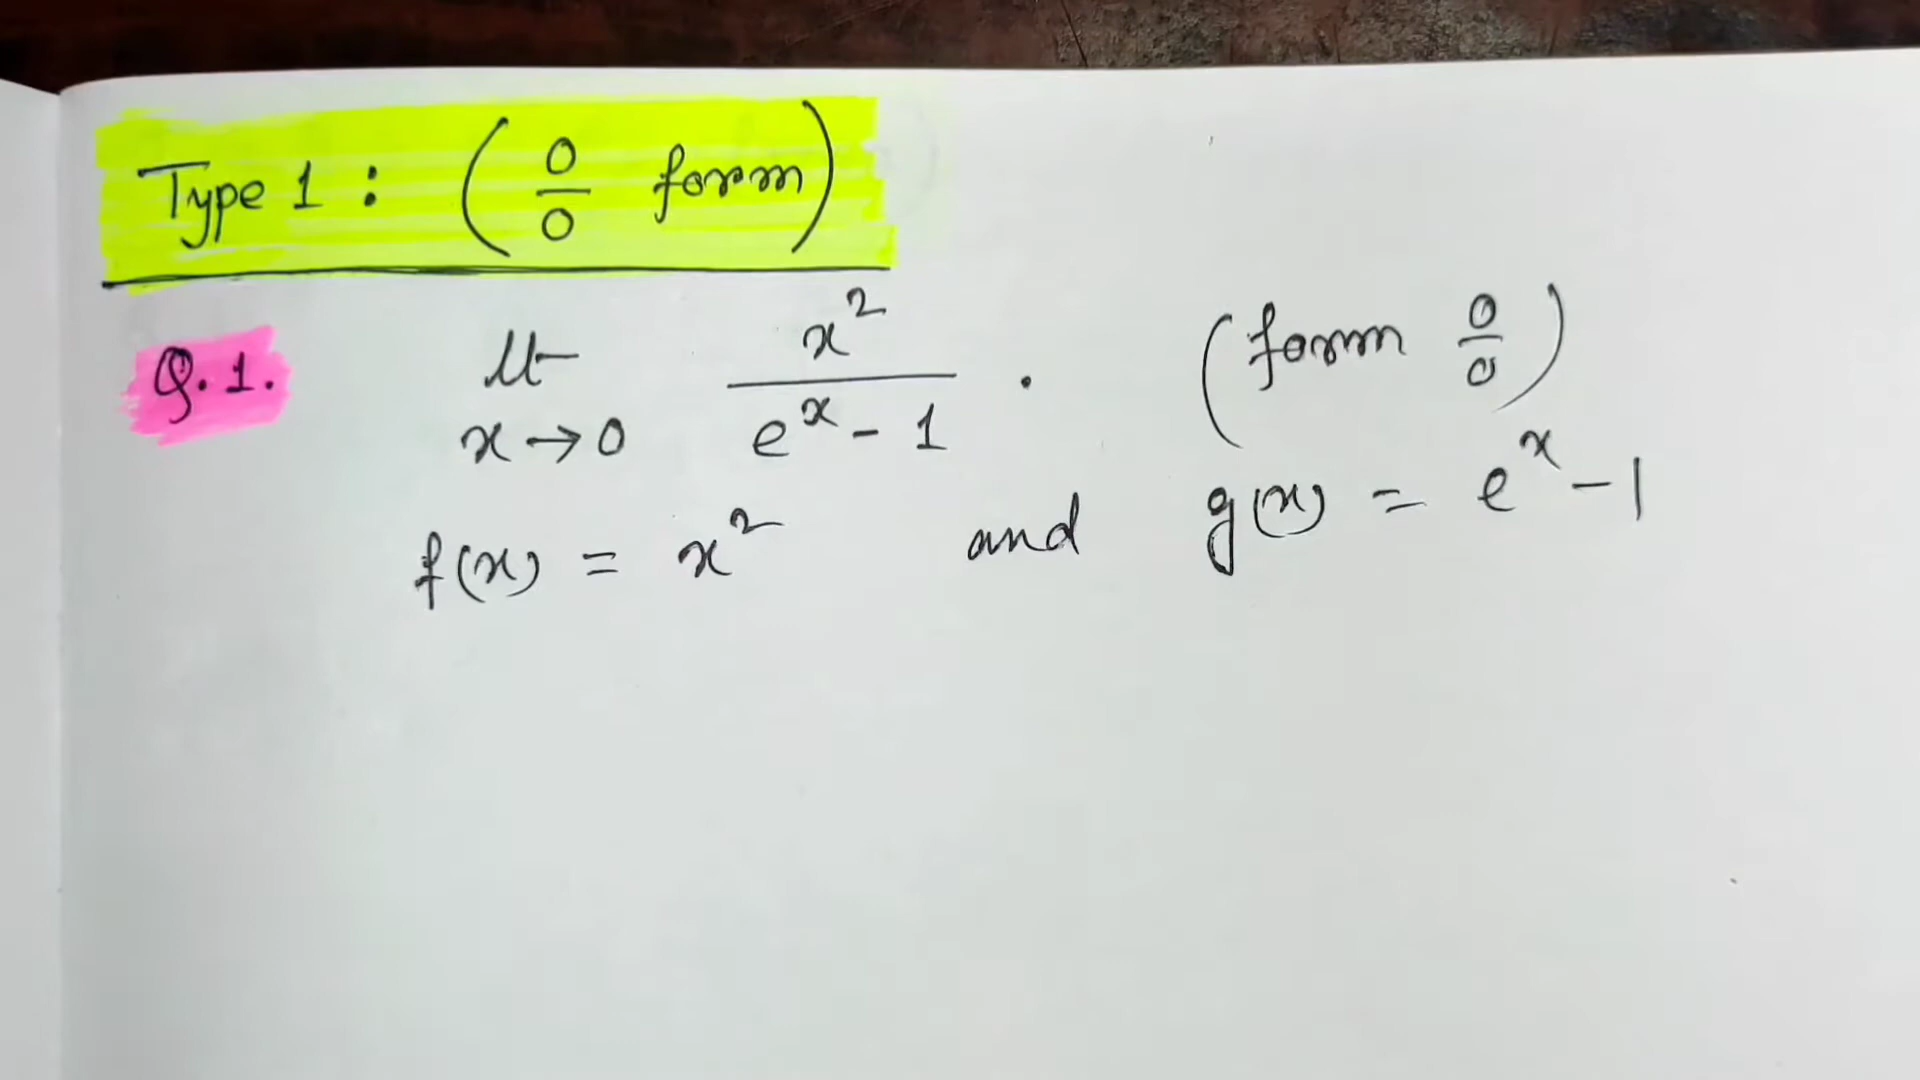 Type 1 : ( 0/0 form )
Q.1. lt x→0 x²/(eˣ - 1) . ( form 0/0 )
f(x) = x² and g(x) = eˣ - 1